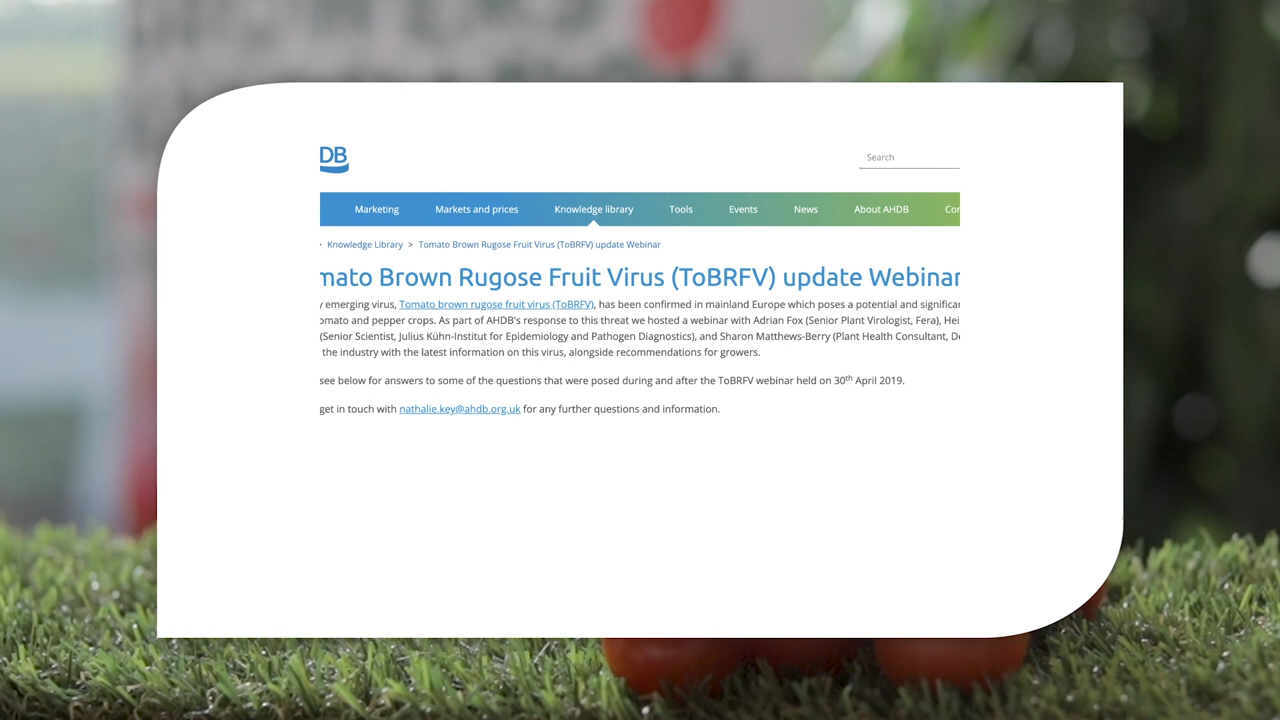 DB
Search
Marketing Markets and prices Knowledge library Tools Events News About AHDB
Knowledge Library > Tomato Brown Rugose Fruit Virus (ToBRFV) update Webinar
mato Brown Rugose Fruit Virus (ToBRFV) update Webinar
emerging virus, Tomato brown rugose fruit virus (ToBRFV), has been confirmed in mainland Europe which poses a potential and significan
omato and pepper crops. As part of AHDB's response to this threat we hosted a webinar with Adrian Fox (Senior Plant Virologist, Fera), Hei
(Senior Scientist, Julius Kühn-Institut for Epidemiology and Pathogen Diagnostics), and Sharon Matthews-Berry (Plant Health Consultant, De
the industry with the latest information on this virus, alongside recommendations for growers.
see below for answers to some of the questions that were posed during and after the ToBRFV webinar held on 30th April 2019.
get in touch with nathalie.key@ahdb.org.uk for any further questions and information.